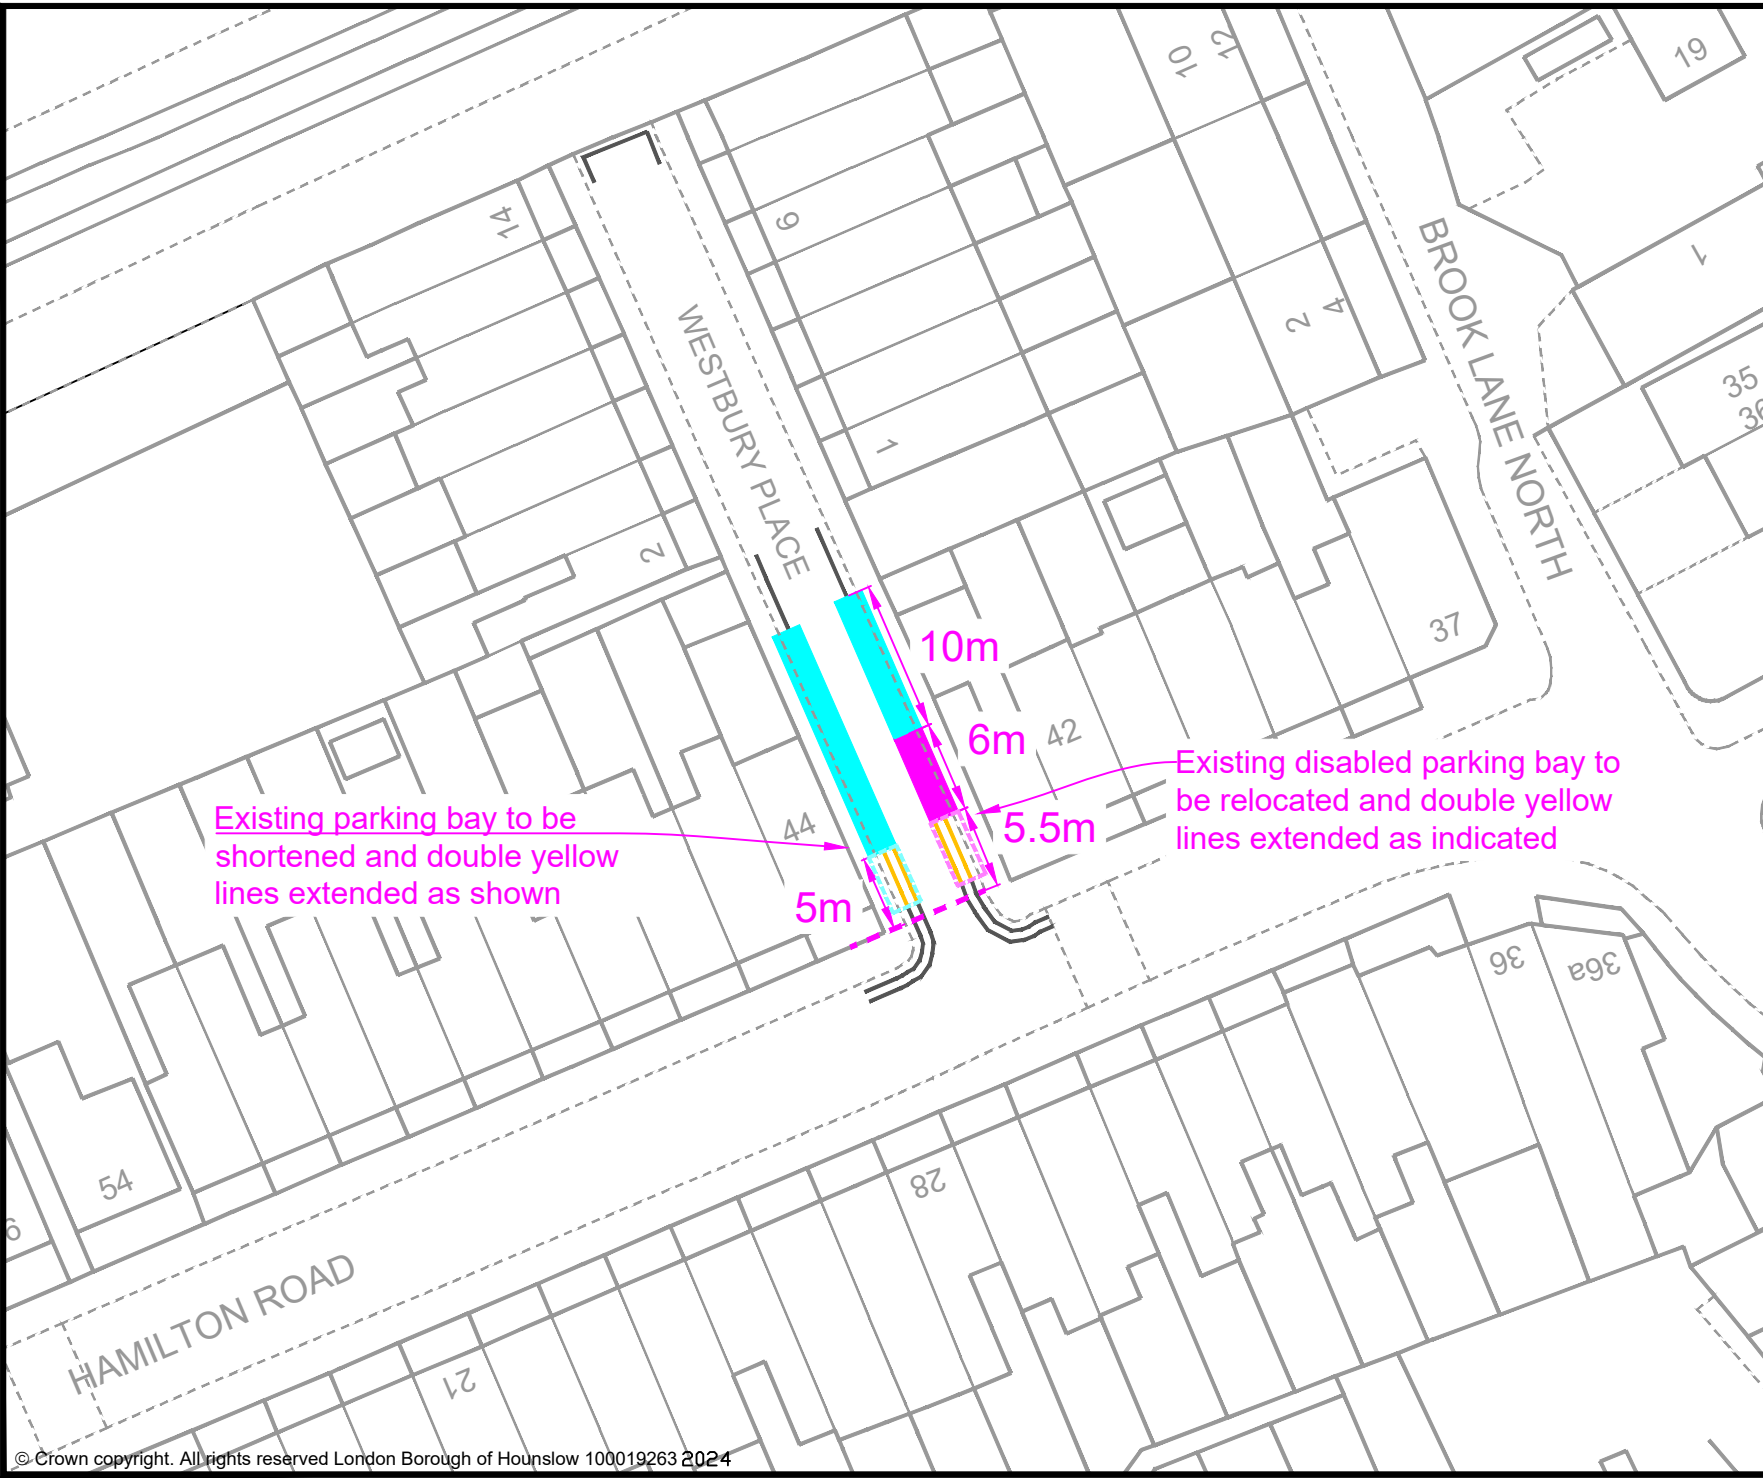 10
12
19
14
9
BROOK LANE NORTH
1
WESTBURY PLACE
2
4
35
1
2
37
10m
6m
42
Existing disabled parking bay to
be relocated and double yellow
lines extended as indicated
5.5m
Existing parking bay to be
shortened and double yellow
lines extended as shown
44
5m
36
36a
54
28
HAMILTON ROAD
21
© Crown copyright. All rights reserved London Borough of Hounslow 100019263 2024